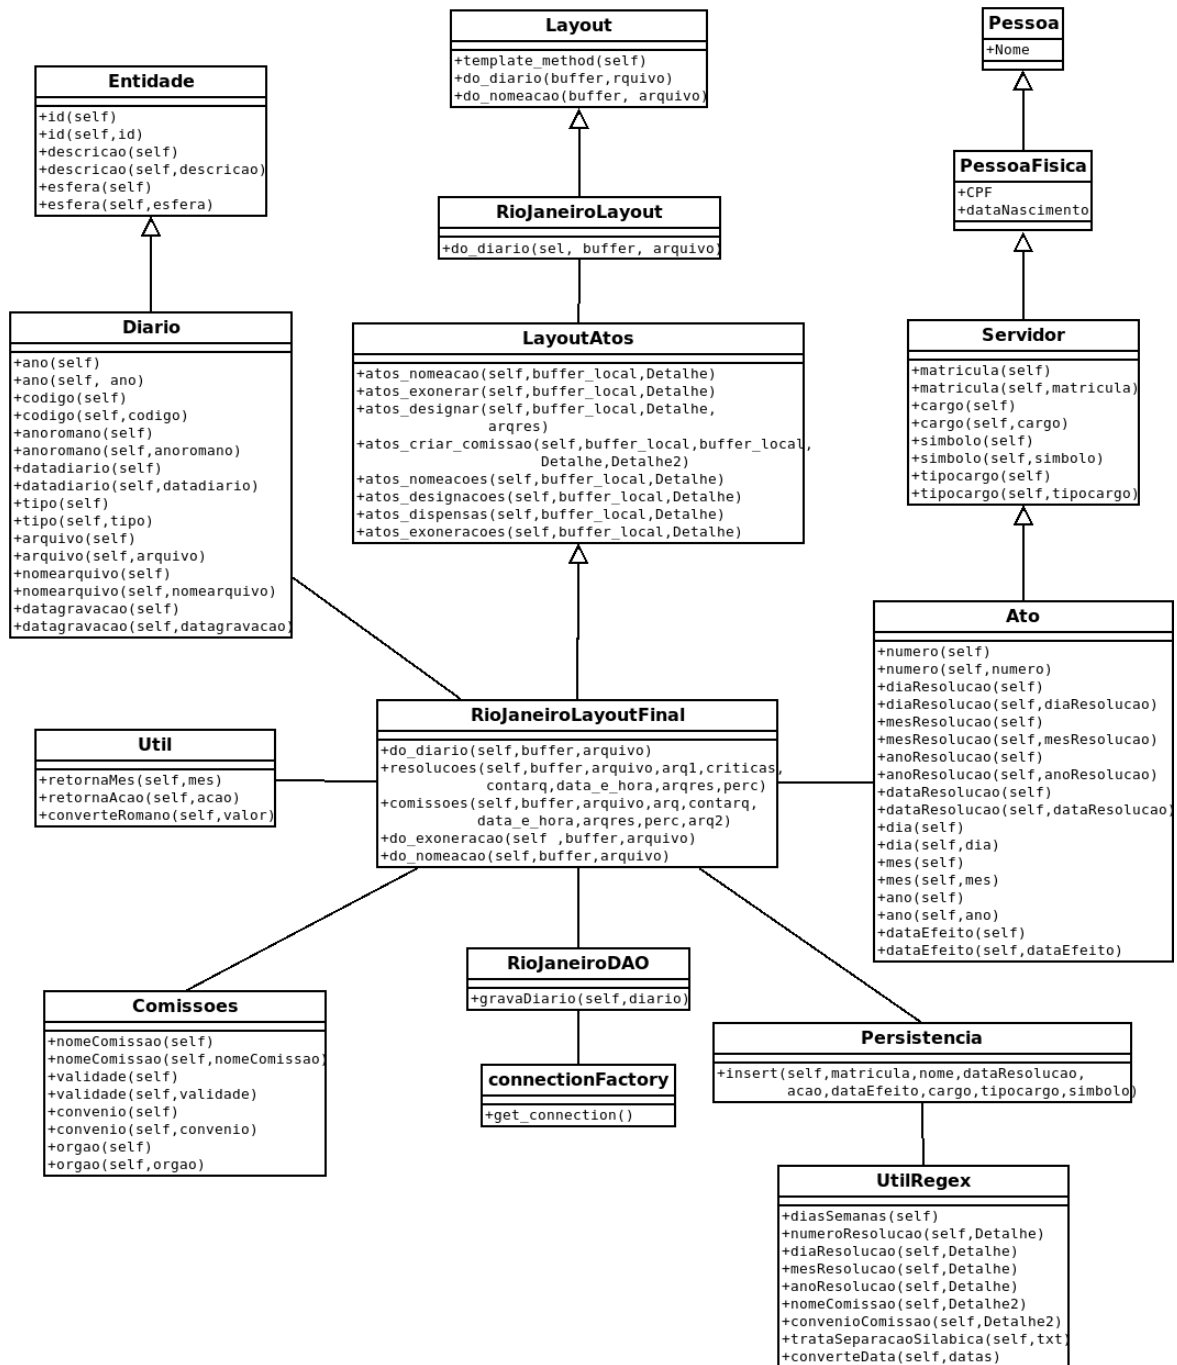 Layout
+template_method(self)
+do_diario(buffer,rquivo)
+do_nomeacao(buffer, arquivo)
Pessoa
+Nome
Entidade
+id(self)
+id(self,id)
+descricao(self)
+descricao(self,descricao)
+esfera(self)
+esfera(self,esfera)
PessoaFisica
+CPF
+dataNascimento
RioJaneiroLayout
+do_diario(sel, buffer, arquivo)
Diario
+ano(self)
+ano(self, ano)
+codigo(self)
+codigo(self,codigo)
+anoromano(self)
+anoromano(self,anoromano)
+datadiario(self)
+datadiario(self,datadiario)
+tipo(self)
+tipo(self,tipo)
+arquivo(self)
+arquivo(self,arquivo)
+nomearquivo(self)
+nomearquivo(self,nomearquivo)
+datagravacao(self)
+datagravacao(self,datagravacao)
LayoutAtos
+atos_nomeacao(self,buffer_local,Detalhe)
+atos_exonerar(self,buffer_local,Detalhe)
+atos_designar(self,buffer_local,Detalhe,
arqres)
+atos_criar_comissao(self,buffer_local,buffer_local,
Detalhe,Detalhe2)
+atos_nomeacoes(self,buffer_local,Detalhe)
+atos_designacoes(self,buffer_local,Detalhe)
+atos_dispensas(self,buffer_local,Detalhe)
+atos_exoneracoes(self,buffer_local,Detalhe)
Servidor
+matricula(self)
+matricula(self,matricula)
+cargo(self)
+cargo(self,cargo)
+simbolo(self)
+simbolo(self,simbolo)
+tipocargo(self)
+tipocargo(self,tipocargo)
Ato
+numero(self)
+numero(self,numero)
+diaResolucao(self)
+diaResolucao(self,diaResolucao)
+mesResolucao(self)
+mesResolucao(self,mesResolucao)
+anoResolucao(self)
+anoResolucao(self,anoResolucao)
+dataResolucao(self)
+dataResolucao(self,dataResolucao)
+dia(self)
+dia(self,dia)
+mes(self)
+mes(self,mes)
+ano(self)
+ano(self,ano)
+dataEfeito(self)
+dataEfeito(self,dataEfeito)
RioJaneiroLayoutFinal
+do_diario(self,buffer,arquivo)
+resolucoes(self,buffer,arquivo,arq1,criticas,
contarq,data_e_hora,arqres,perc)
+comissoes(self,buffer,arquivo,arq,contarq,
data_e_hora,arqres,perc,arq2)
+do_exoneracao(self ,buffer,arquivo)
+do_nomeacao(self,buffer,arquivo)
Util
+retornaMes(self,mes)
+retornaAcao(self,acao)
+converteRomano(self,valor)
RioJaneiroDAO
+gravaDiario(self,diario)
Comissoes
+nomeComissao(self)
+nomeComissao(self,nomeComissao)
+validade(self)
+validade(self,validade)
+convenio(self)
+convenio(self,convenio)
+orgao(self)
+orgao(self,orgao)
connectionFactory
+get_connection()
Persistencia
+insert(self,matricula,nome,dataResolucao,
acao,dataEfeito,cargo,tipocargo,simbolo)
UtilRegex
+diasSemanas(self)
+numeroResolucao(self,Detalhe)
+diaResolucao(self,Detalhe)
+mesResolucao(self,Detalhe)
+anoResolucao(self,Detalhe)
+nomeComissao(self,Detalhe2)
+convenioComissao(self,Detalhe2)
+trataSeparacaoSilabica(self,txt)
+converteData(self,datas)